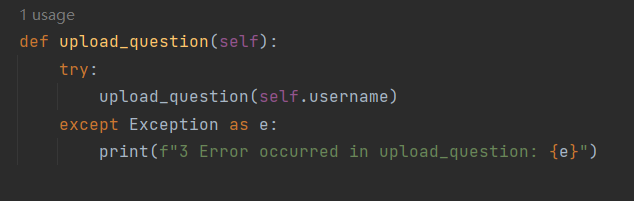 1 usage
def upload_question(self):
    try:
        upload_question(self.username)
    except Exception as e:
        print(f"3 Error occurred in upload_question: {e}")